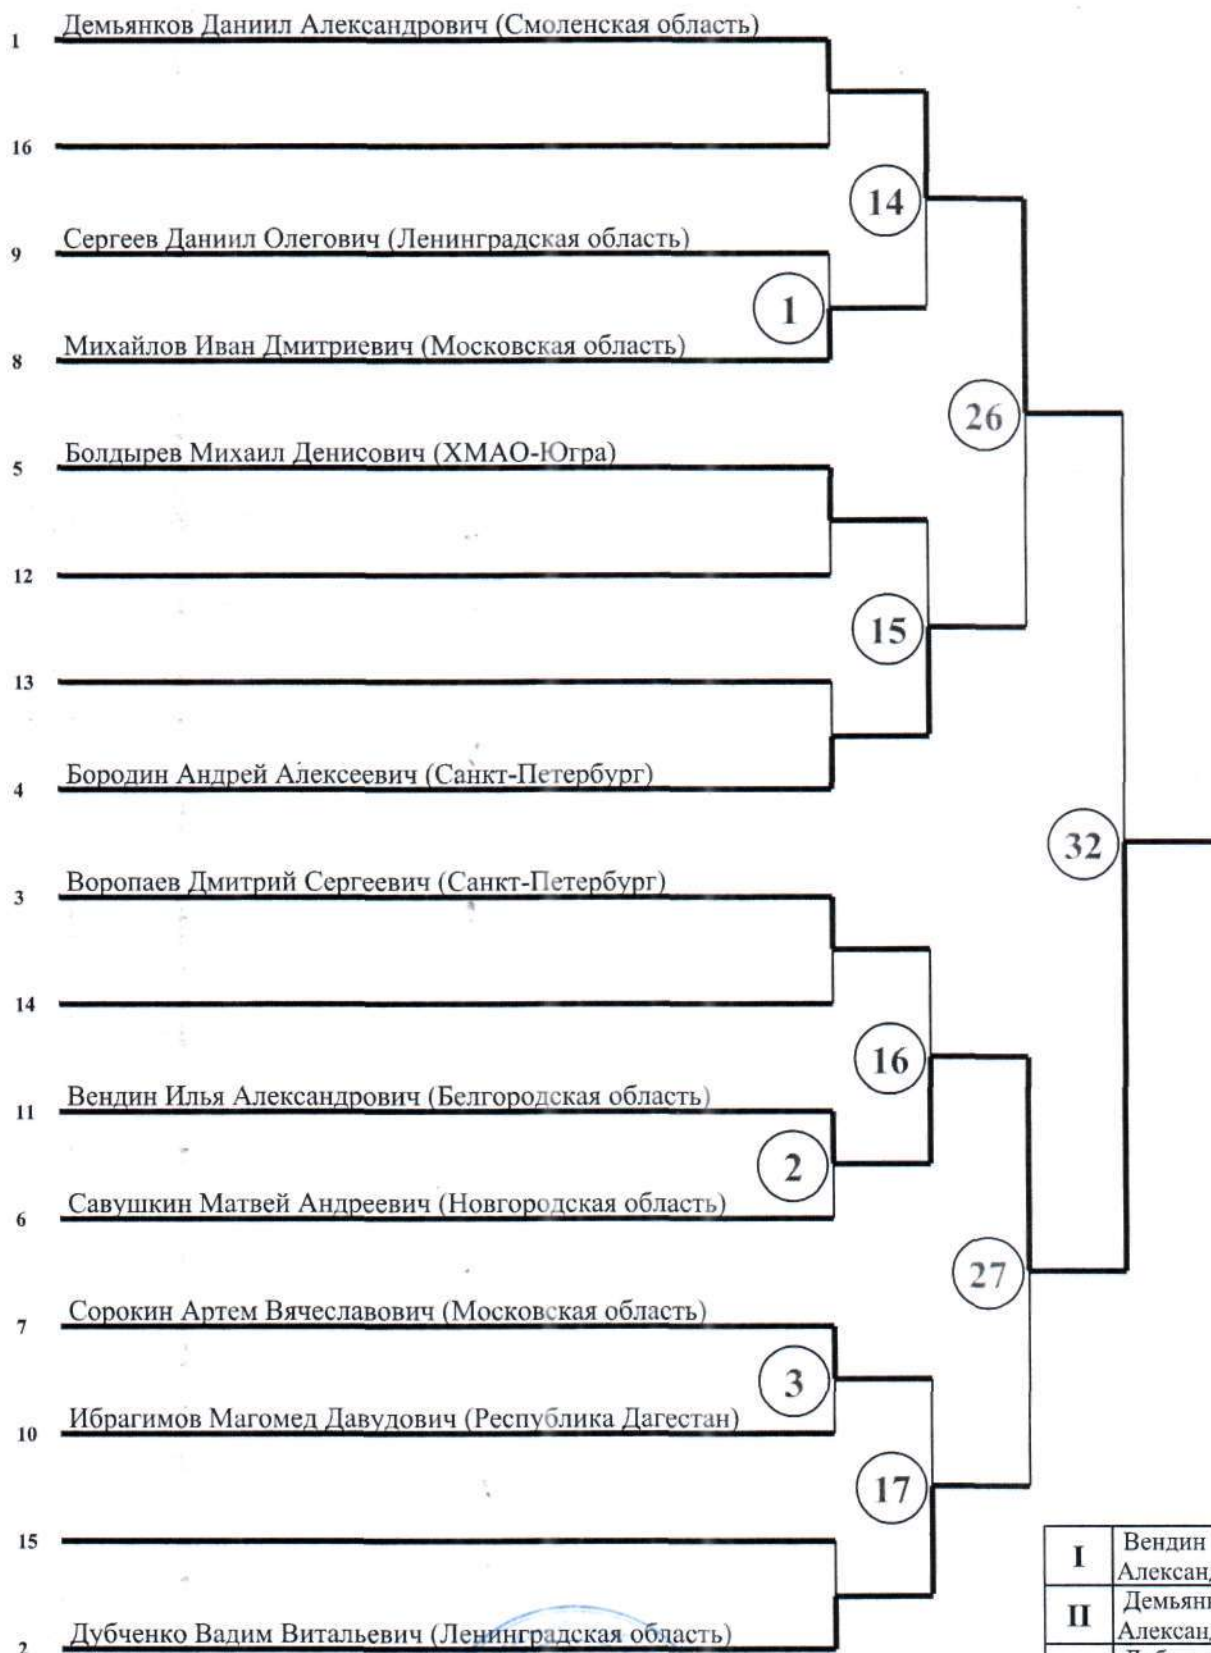 Демьянков Даниил Александрович (Смоленская область)
1
16
14
Сергеев Даниил Олегович (Ленинградская область)
9
1
Михайлов Иван Дмитриевич (Московская область)
8
26
Болдырев Михаил Денисович (ХМАО-Югра)
5
12
15
13
Бородин Андрей Алексеевич (Санкт-Петербург)
4
32
Воропаев Дмитрий Сергеевич (Санкт-Петербург)
3
14
16
Вендин Илья Александрович (Белгородская область)
11
2
Савушкин Матвей Андреевич (Новгородская область)
6
27
Сорокин Артем Вячеславович (Московская область)
7
3
Ибрагимов Магомед Давудович (Республика Дагестан)
10
17
15
I Вендин
Александ
II Демьянк
Александ
Дубченко Вадим Витальевич (Ленинградская область)
2